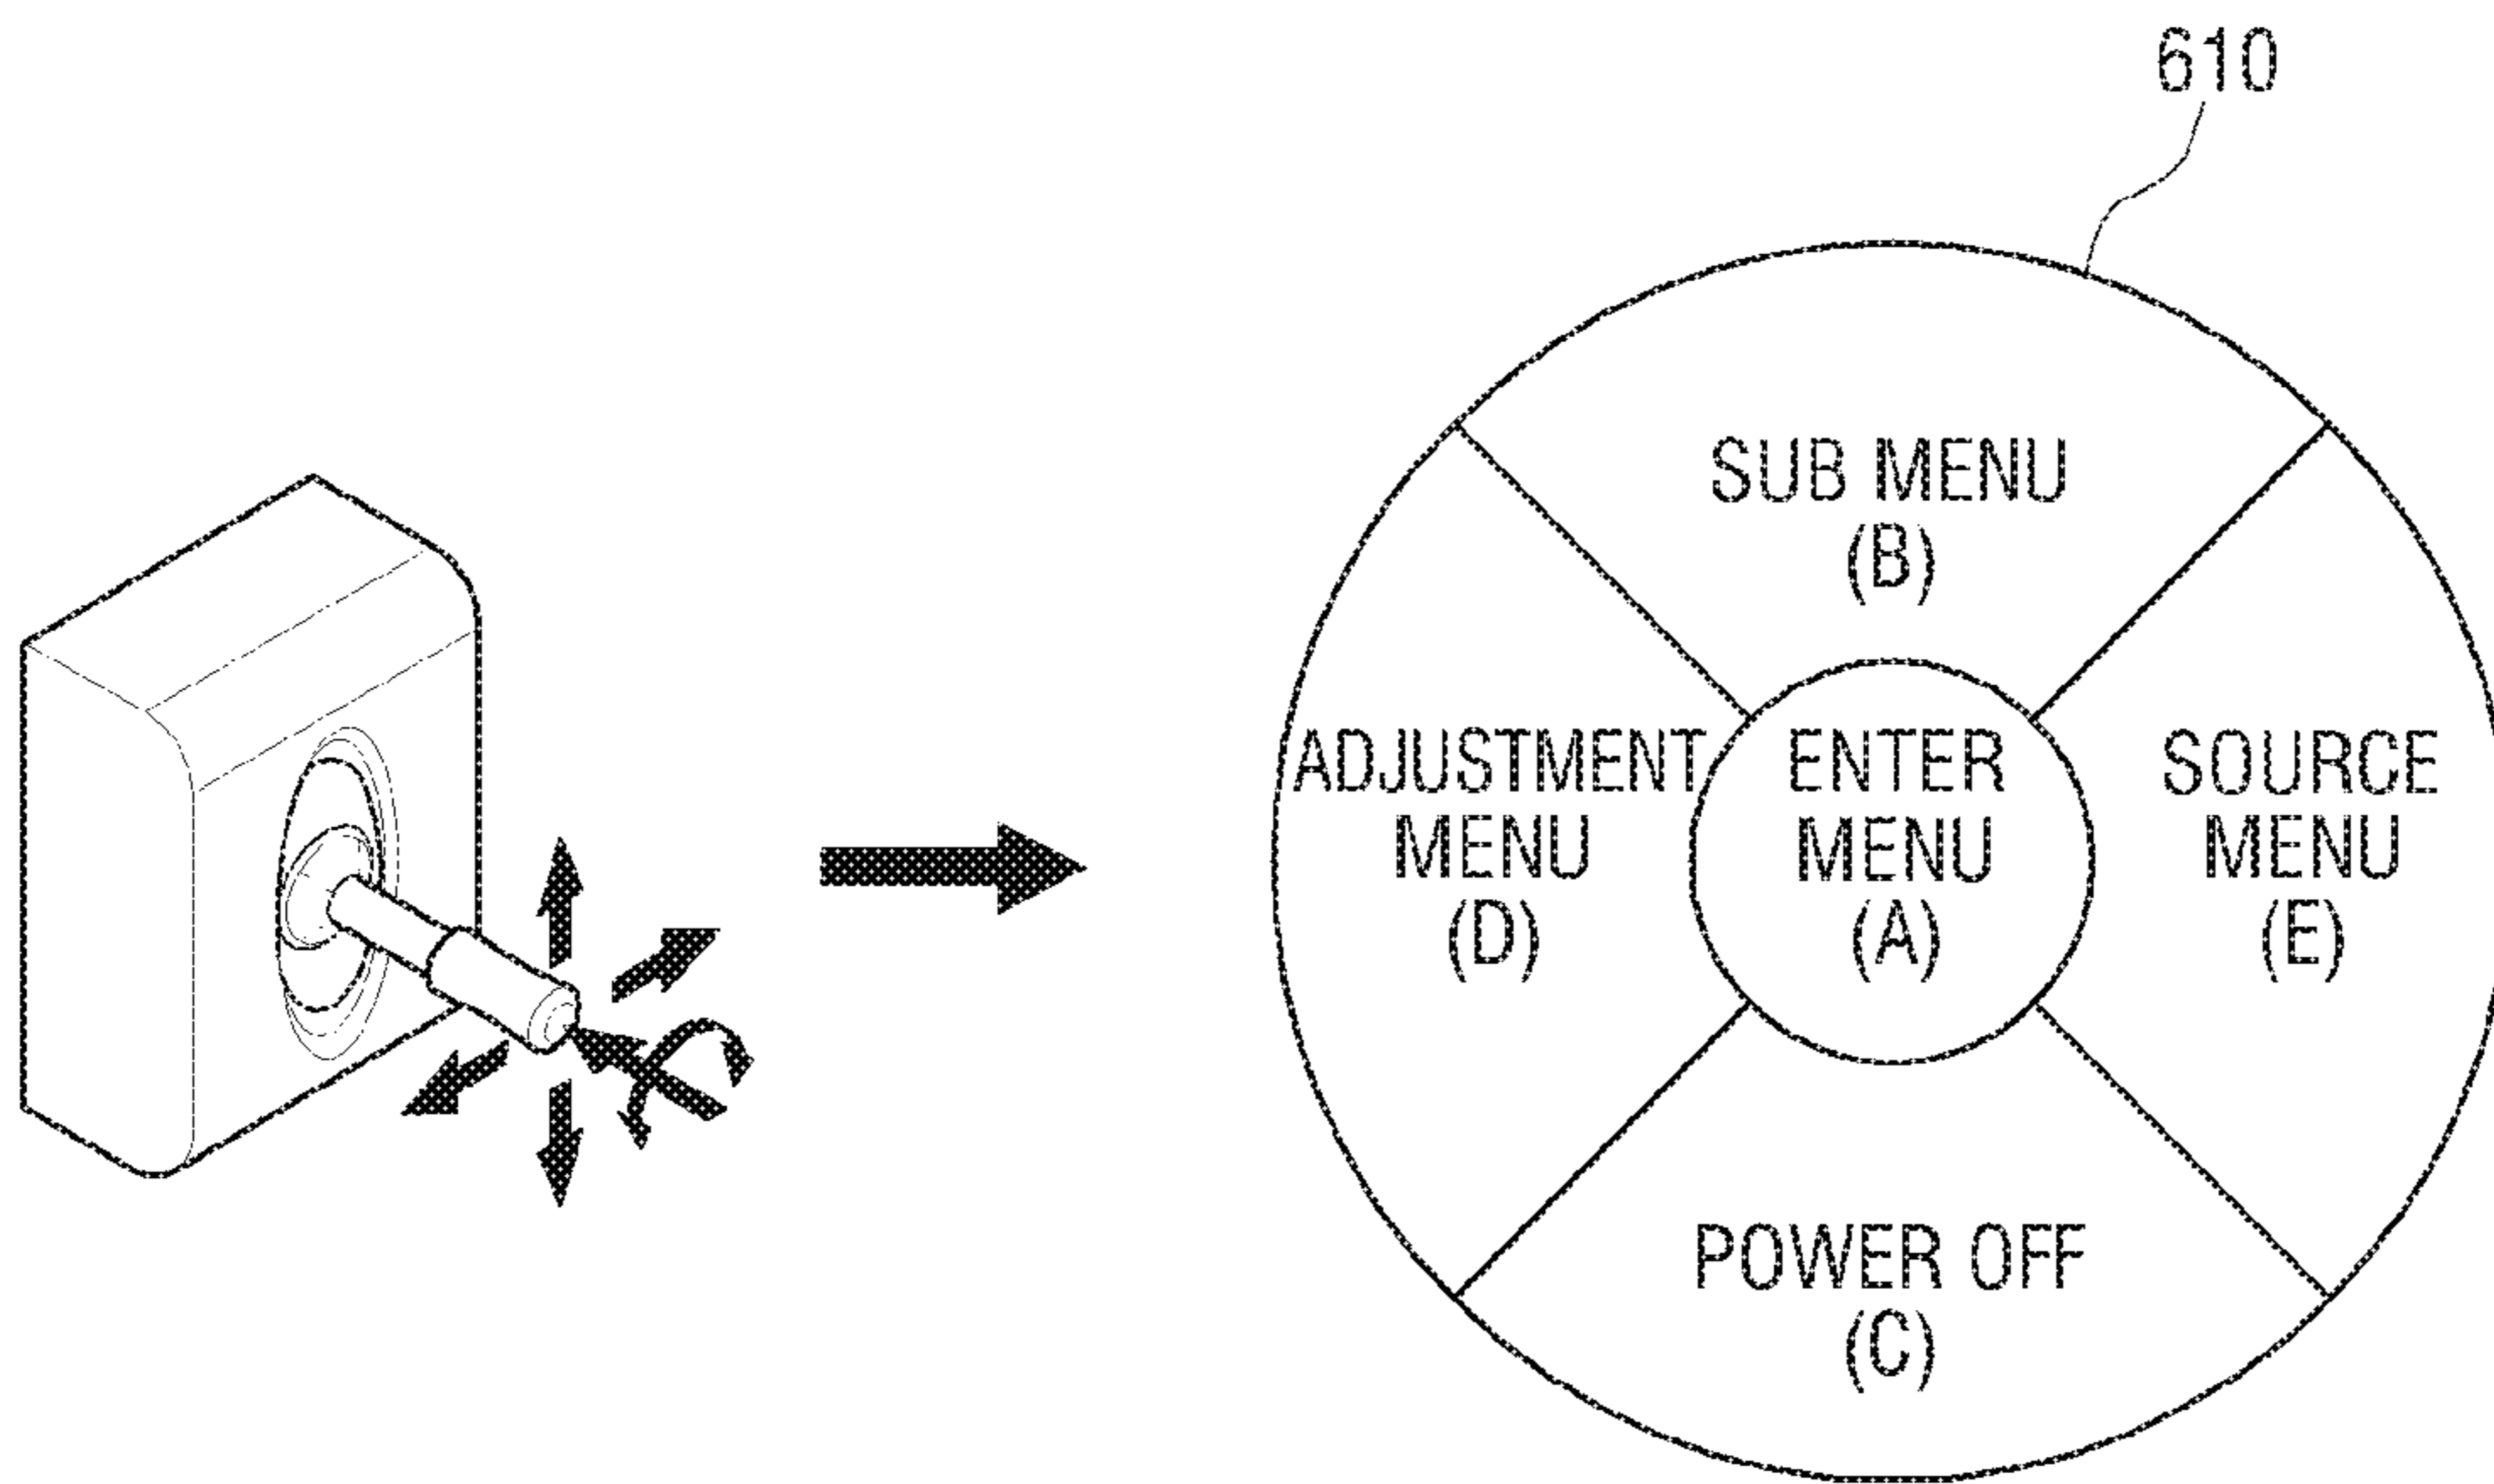 610
SUB MENU
(B)
ADJUSTMENT
MENU
(D)
ENTER
MENU
(A)
SOURCE
MENU
(E)
POWER OFF
(C)